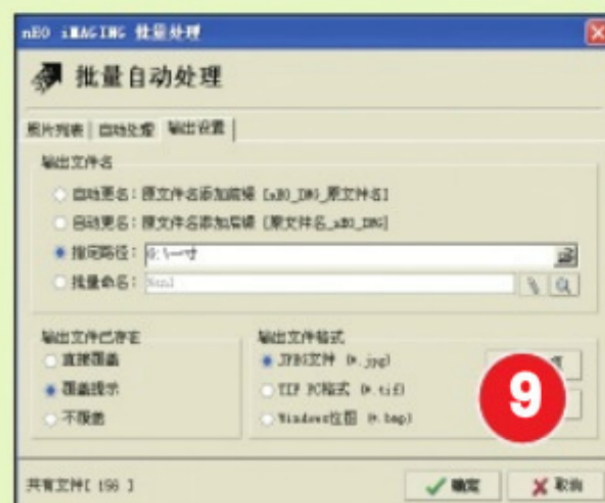 nEO iMAGING 批量处理
批量自动处理
照片列表 自动处理 输出设置
输出文件名
自动更名：原文件名添加前缀 [nEO_IMG_原文件名]
自动更名：原文件名添加后缀 [原文件名_nEO_IMG]
指定路径： G:\一寸
批量命名：
输出文件已存在
直接覆盖
覆盖提示
不覆盖
输出文件格式
JPEG文件 (*.jpg)
TIF PC格式 (*.tif)
Windows位图 (*.bmp)
9
共有文件[ 156 ]
确定 取消